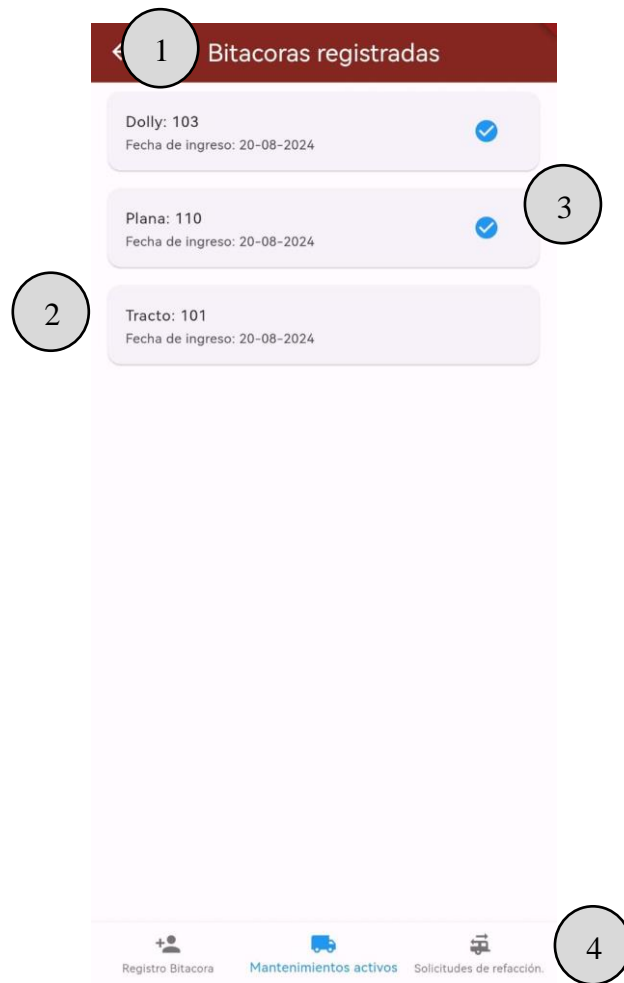 1
Bitacoras registradas
Dolly: 103
Fecha de ingreso: 20-08-2024
Plana: 110
Fecha de ingreso: 20-08-2024
3
2
Tracto: 101
Fecha de ingreso: 20-08-2024
Registro Bitacora
Mantenimientos activos
Solicitudes de refacción.
4